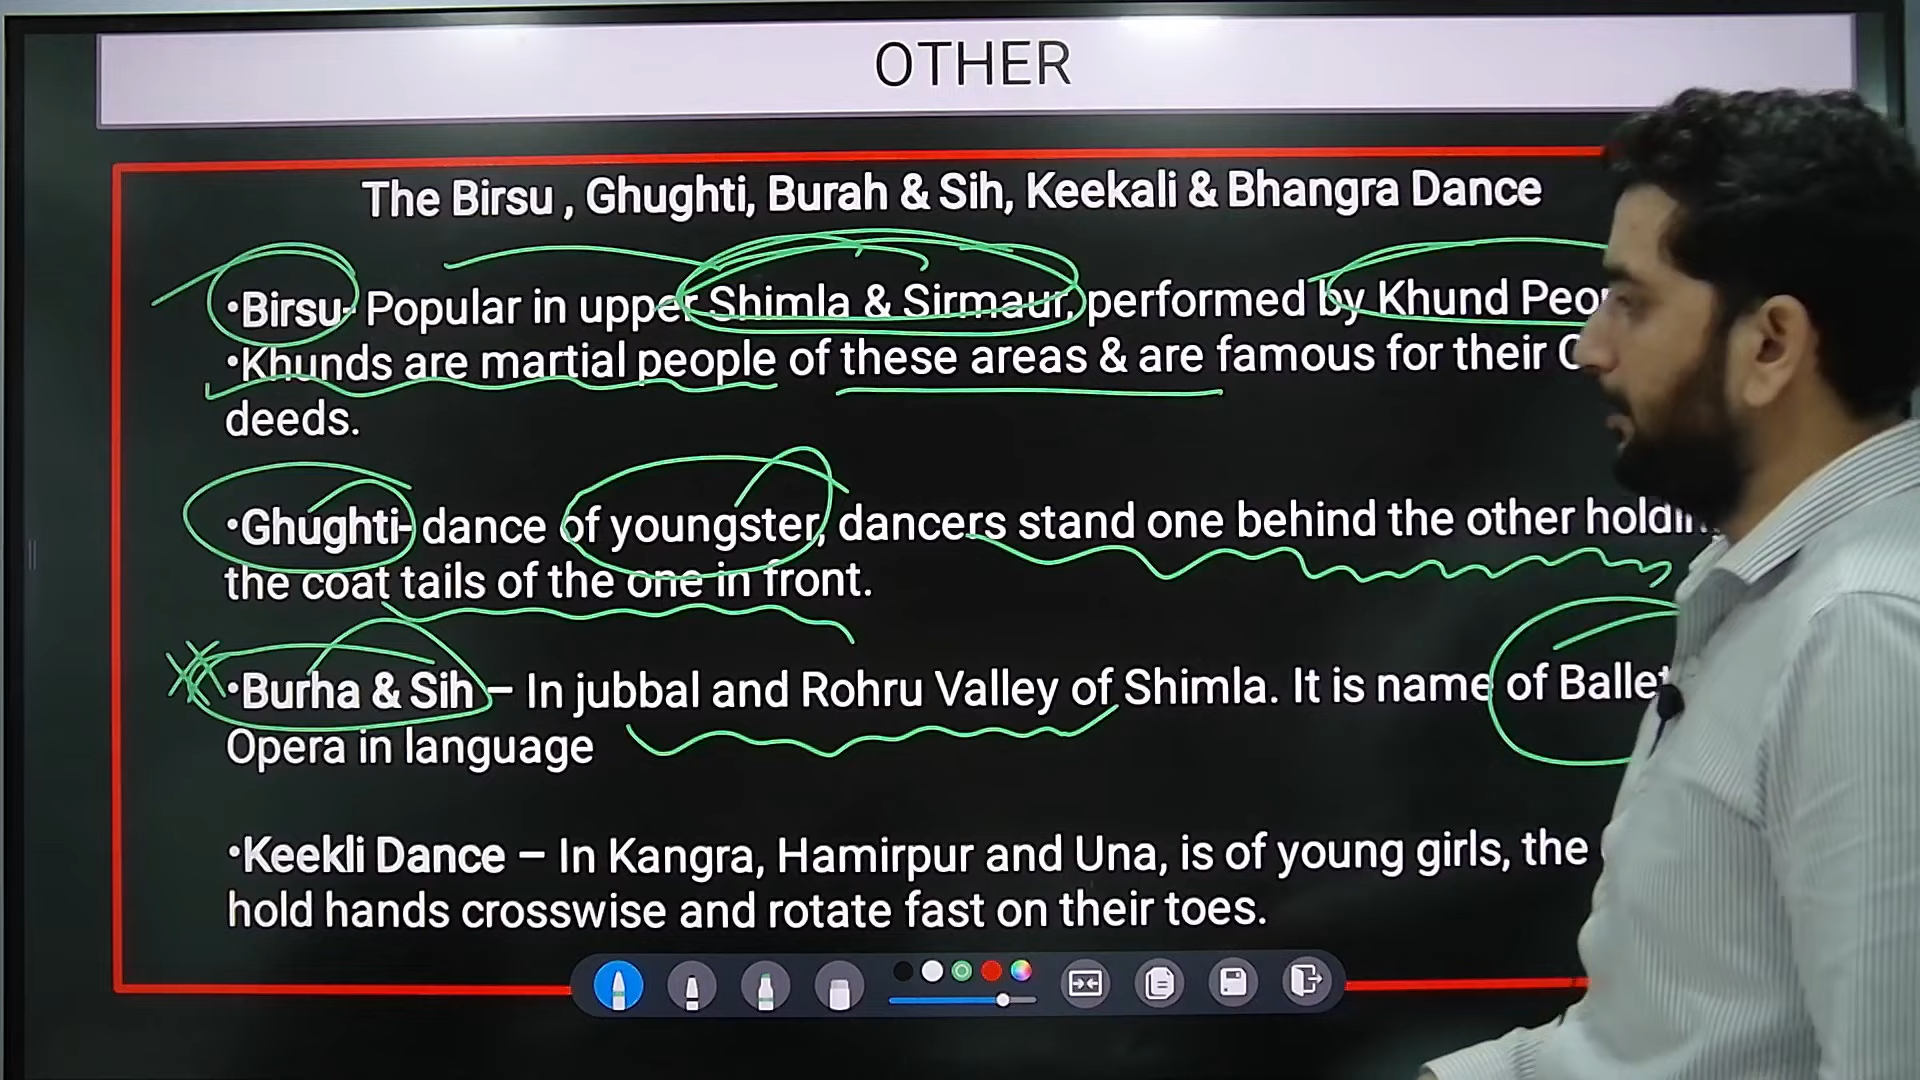 OTHER
The Birsu , Ghughti, Burah & Sih, Keekali & Bhangra Dance
•Birsu- Popular in upper Shimla & Sirmaur, performed by Khund
•Khunds are martial people of these areas & are famous for their
deeds.
•Ghughti- dance of youngster, dancers stand one behind the other
the coat tails of the one in front.
•Burha & Sih – In jubbal and Rohru Valley of Shimla. It is name of Ballet
Opera in language
•Keekli Dance – In Kangra, Hamirpur and Una, is of young girls, the
hold hands crosswise and rotate fast on their toes.